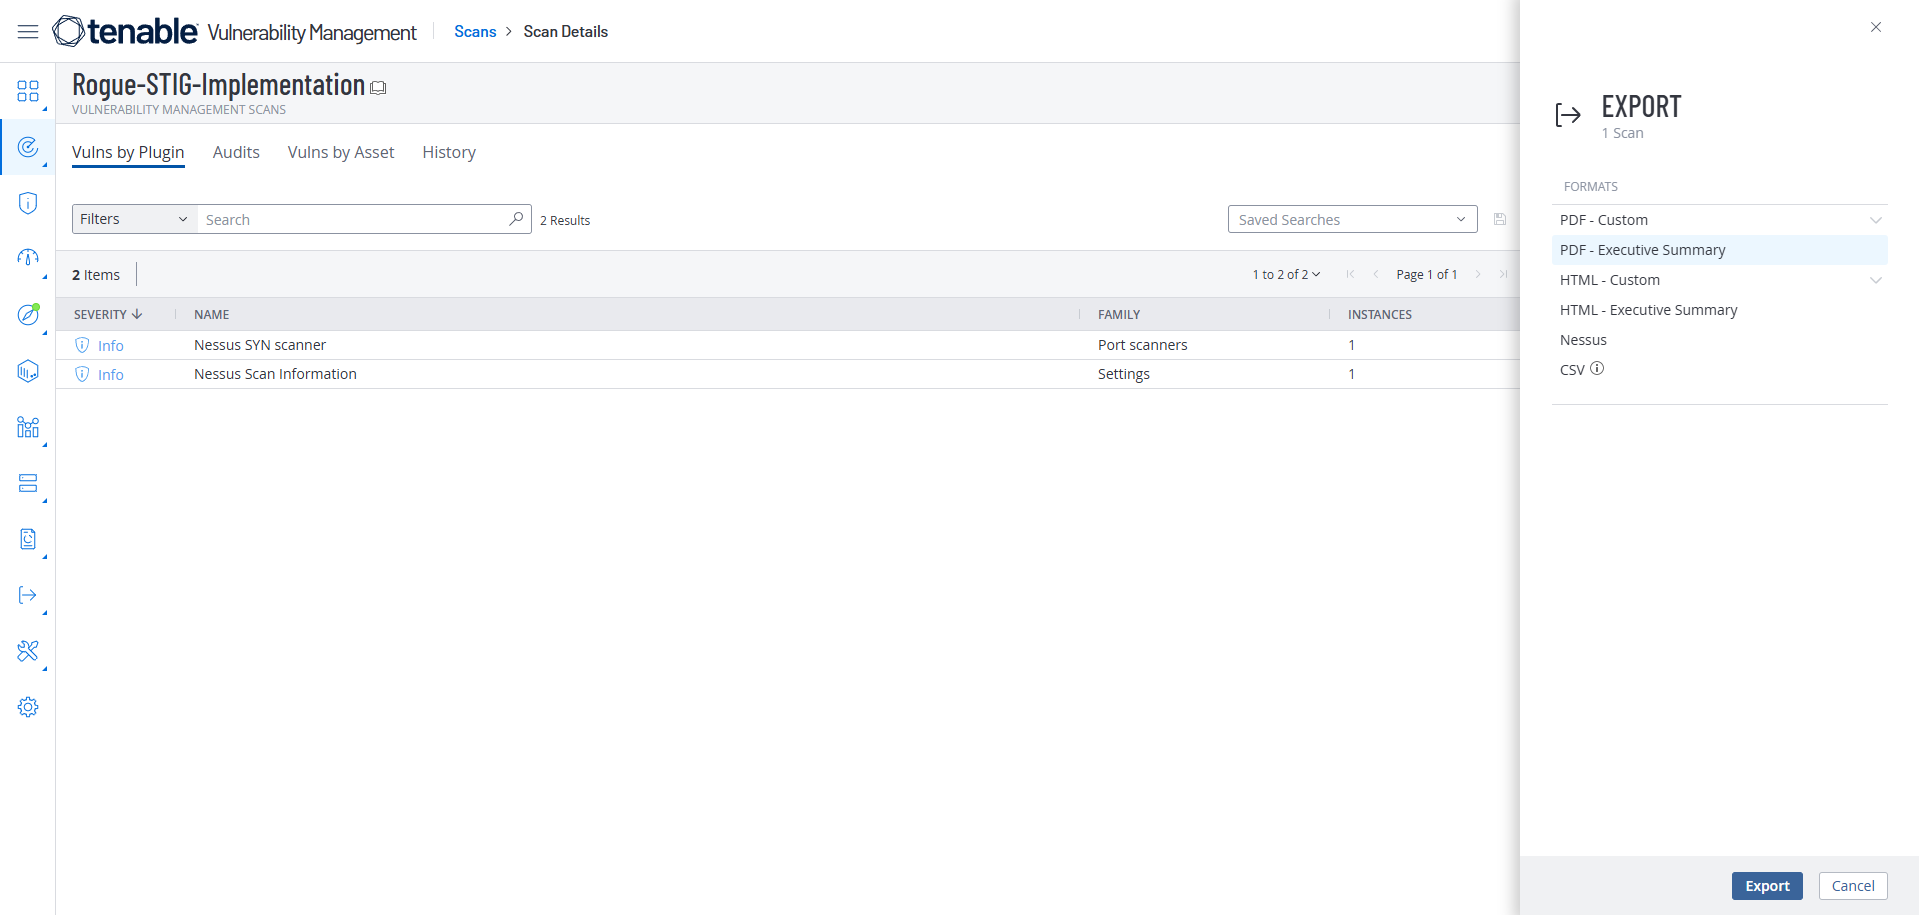 tenable Vulnerability Management Scans > Scan Details
Rogue-STIG-Implementation
VULNERABILITY MANAGEMENT SCANS
Vulns by Plugin Audits Vulns by Asset History
Filters Search 2 Results Saved Searches
2 Items 1 to 2 of 2 Page 1 of 1
SEVERITY NAME FAMILY INSTANCES
Info Nessus SYN scanner Port scanners 1
Info Nessus Scan Information Settings 1
EXPORT
1 Scan
FORMATS
PDF - Custom
PDF - Executive Summary
HTML - Custom
HTML - Executive Summary
Nessus
CSV
Export Cancel